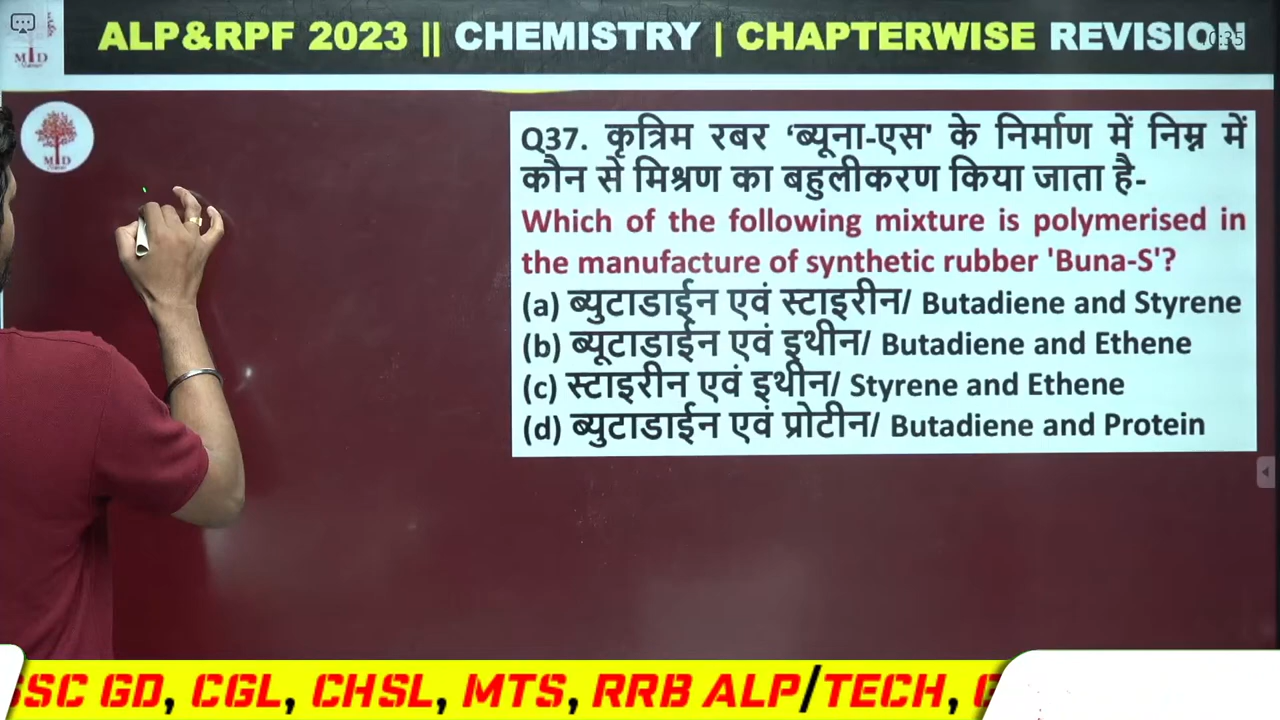 ALP&RPF 2023 || CHEMISTRY | CHAPTERWISE REVISION
MD
MD
Q37. कृत्रिम रबर ‘ब्यूना-एस' के निर्माण में निम्न में
कौन से मिश्रण का बहुलीकरण किया जाता है-
Which of the following mixture is polymerised in
the manufacture of synthetic rubber 'Buna-S'?
(a) ब्युटाडाईन एवं स्टाइरीन/ Butadiene and Styrene
(b) ब्यूटाडाईन एवं इथीन/ Butadiene and Ethene
(c) स्टाइरीन एवं इथीन/ Styrene and Ethene
(d) ब्युटाडाईन एवं प्रोटीन/ Butadiene and Protein
SSC GD, CGL, CHSL, MTS, RRB ALP/TECH,